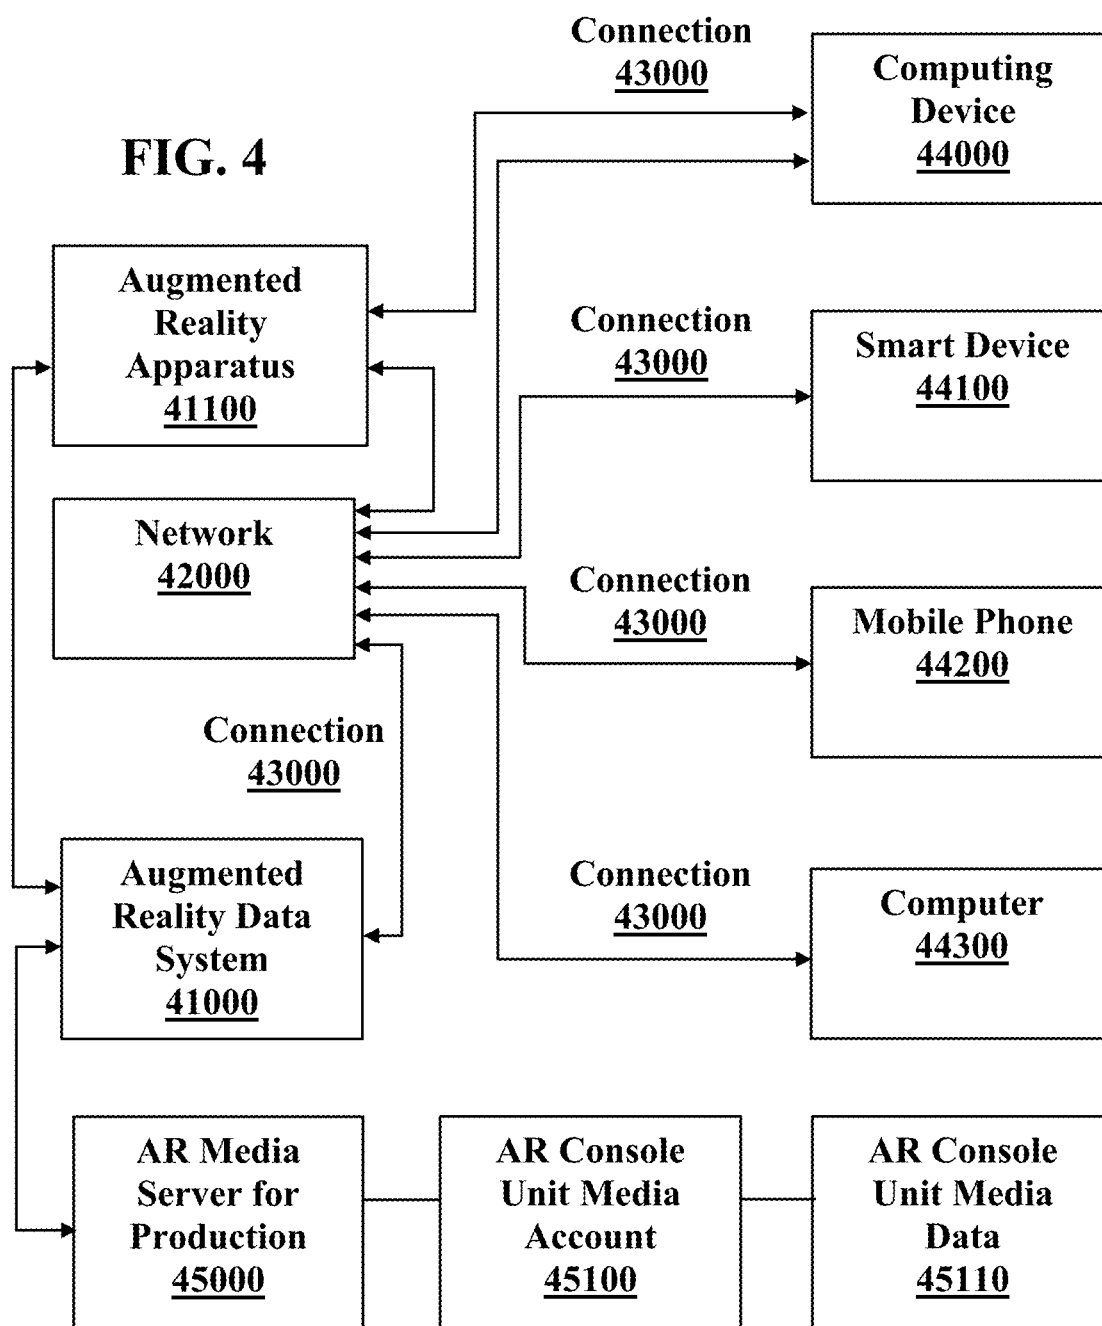 Connection
43000
Computing
Device
44000
FIG. 4
Augmented
Reality
Apparatus
41100
Connection
43000
Smart Device
44100
Network
42000
Connection
43000
Mobile Phone
44200
Connection
43000
Augmented
Reality Data
System
41000
Connection
43000
Computer
44300
AR Media
Server for
Production
45000
AR Console
Unit Media
Account
45100
AR Console
Unit Media
Data
45110